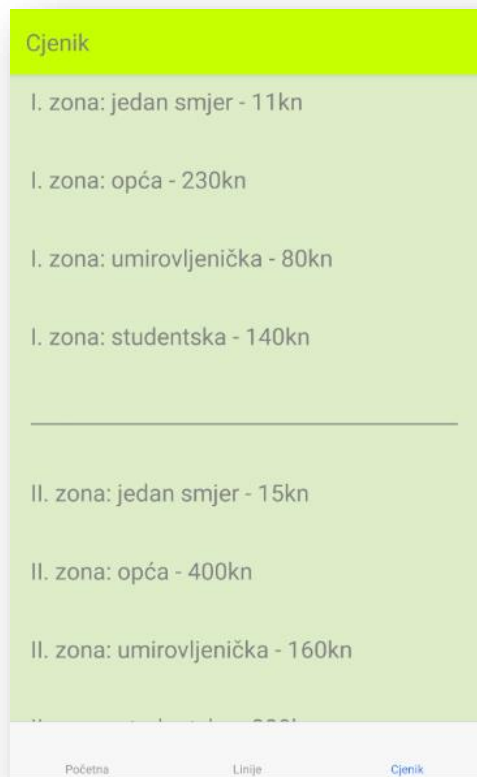 Cjenik
I. zona: jedan smjer - 11kn
I. zona: opća - 230kn
I. zona: umirovljenička - 80kn
I. zona: studentska - 140kn
II. zona: jedan smjer - 15kn
II. zona: opća - 400kn
II. zona: umirovljenička - 160kn
Početna
Linije
Cjenik